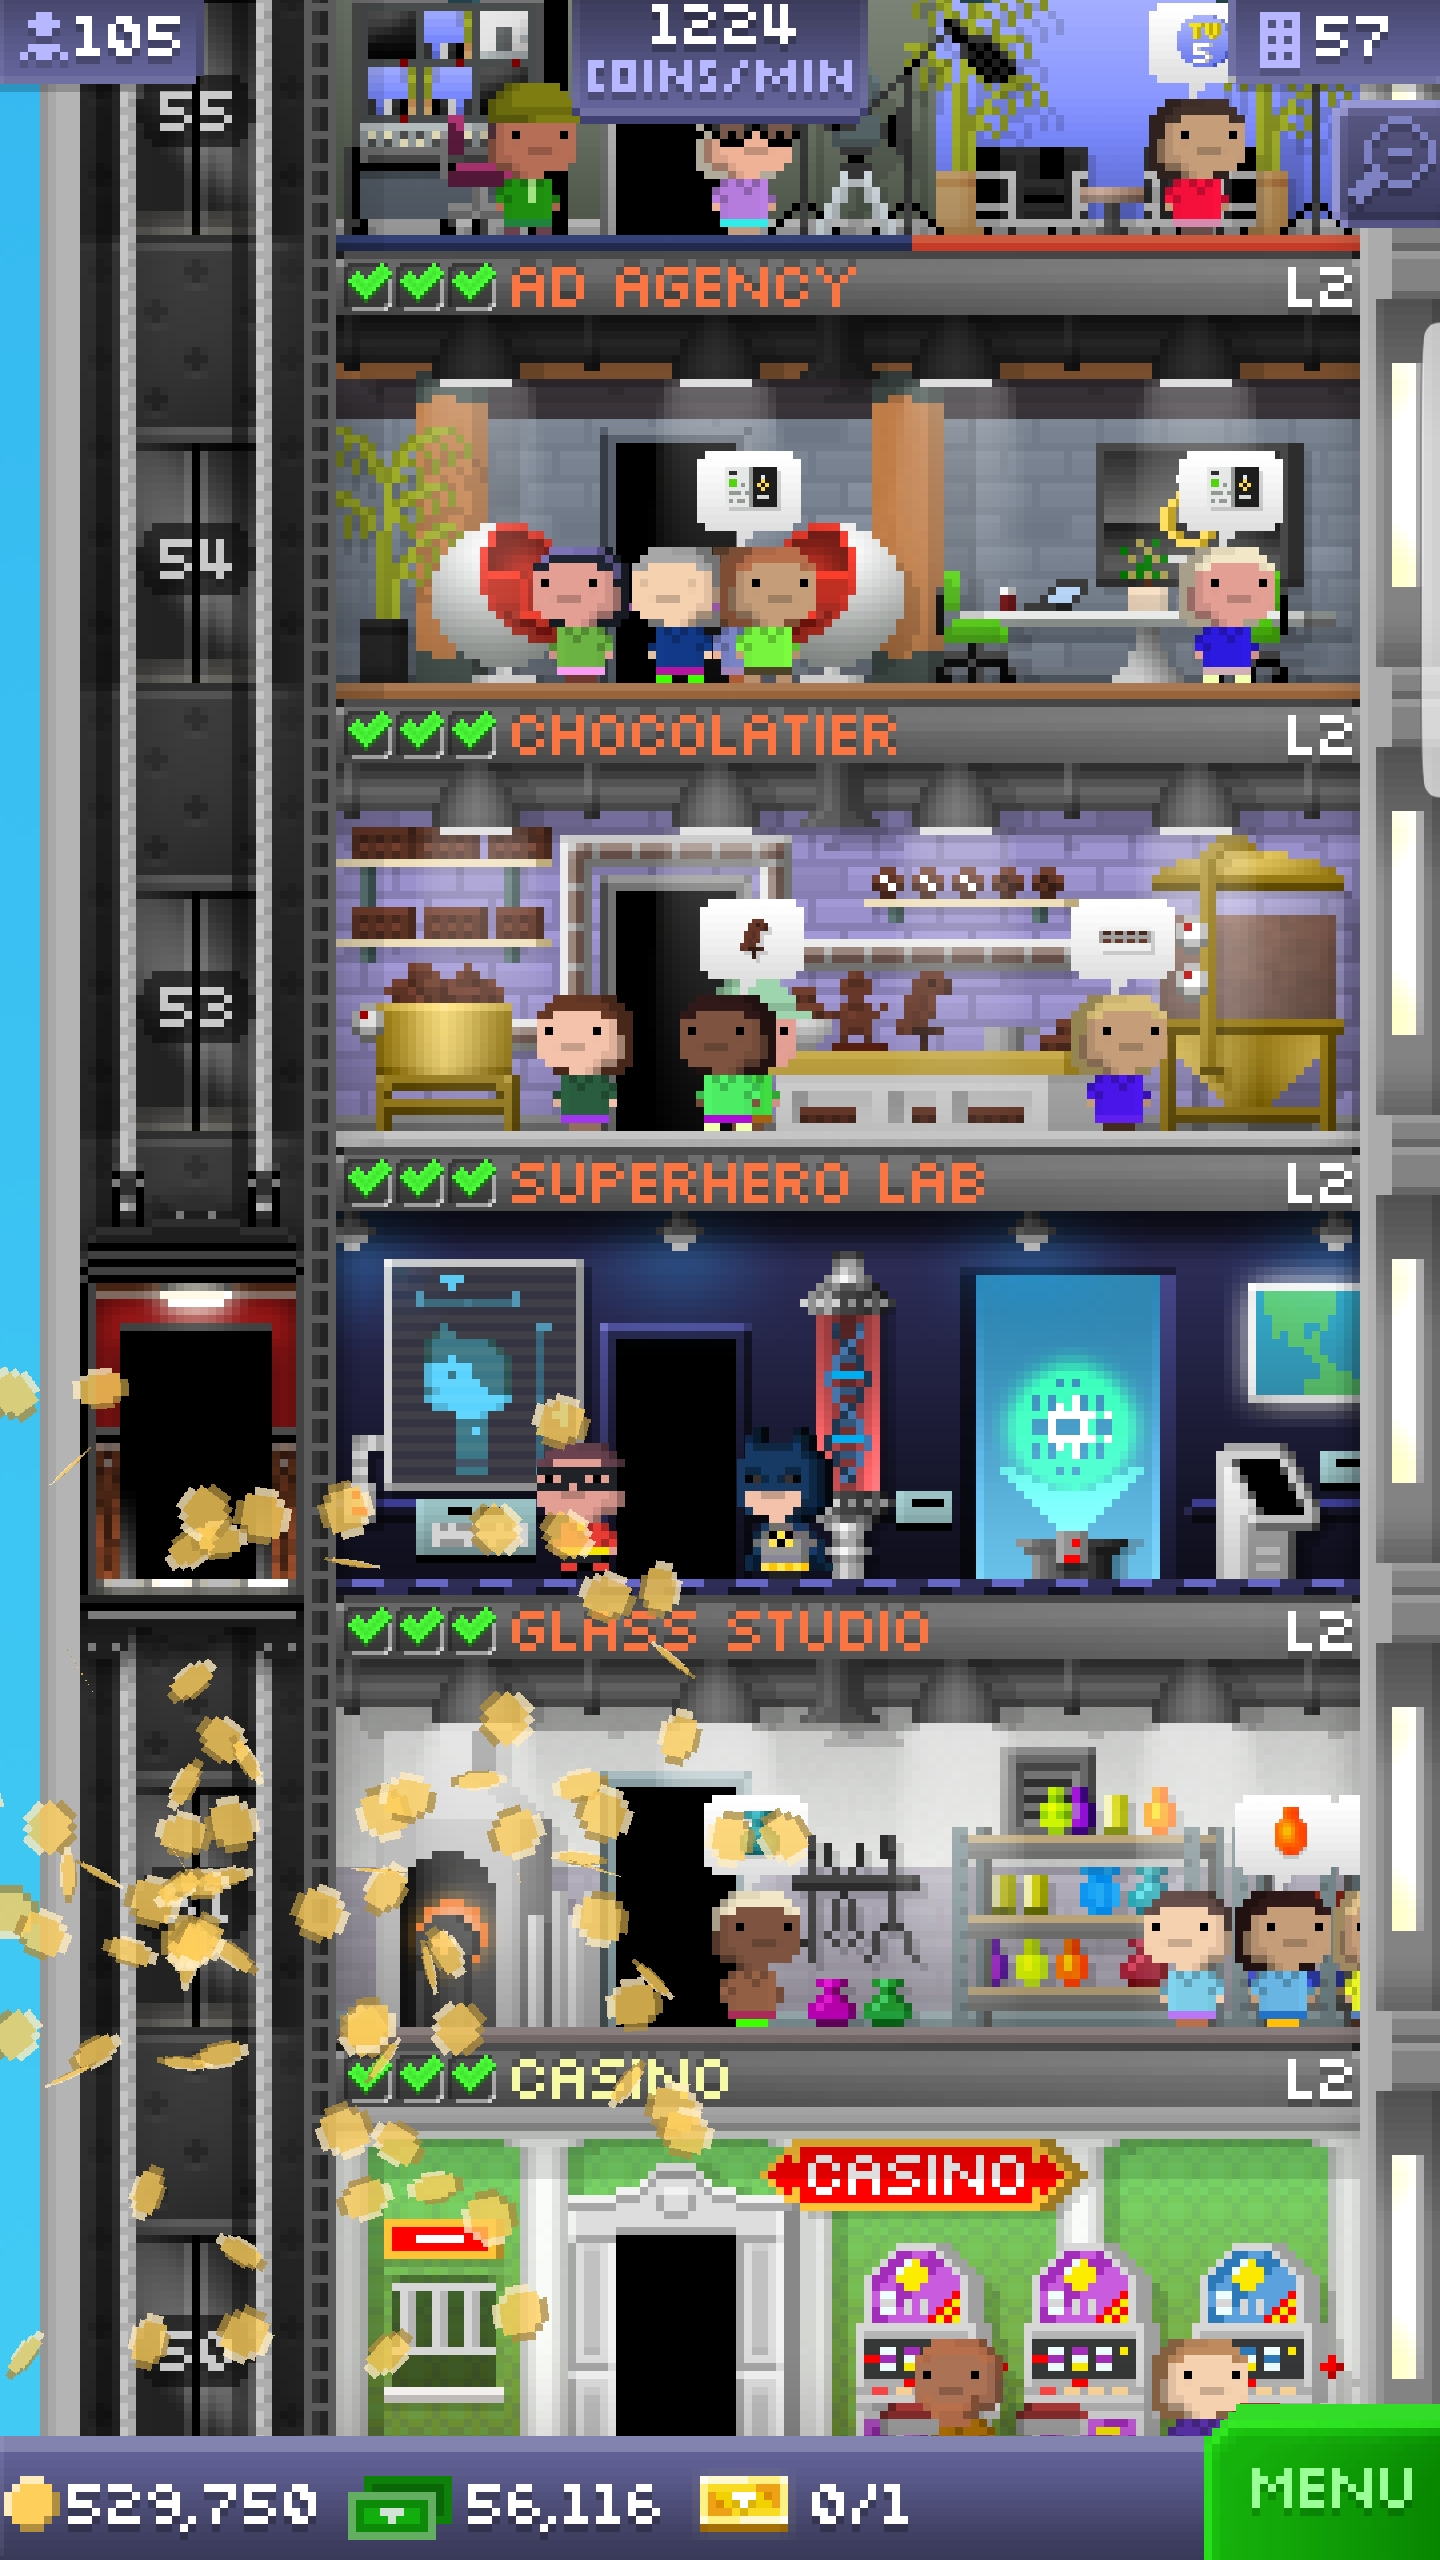 105
1224
COINS/MIN
57
TV
5
55
AD AGENCY
L2
54
CHOCOLATIER
L2
53
SUPERHERO LAB
L2
GLASS STUDIO
L2
CASINO
L2
CASINO
50
529,750
56,116
0/1
MENU